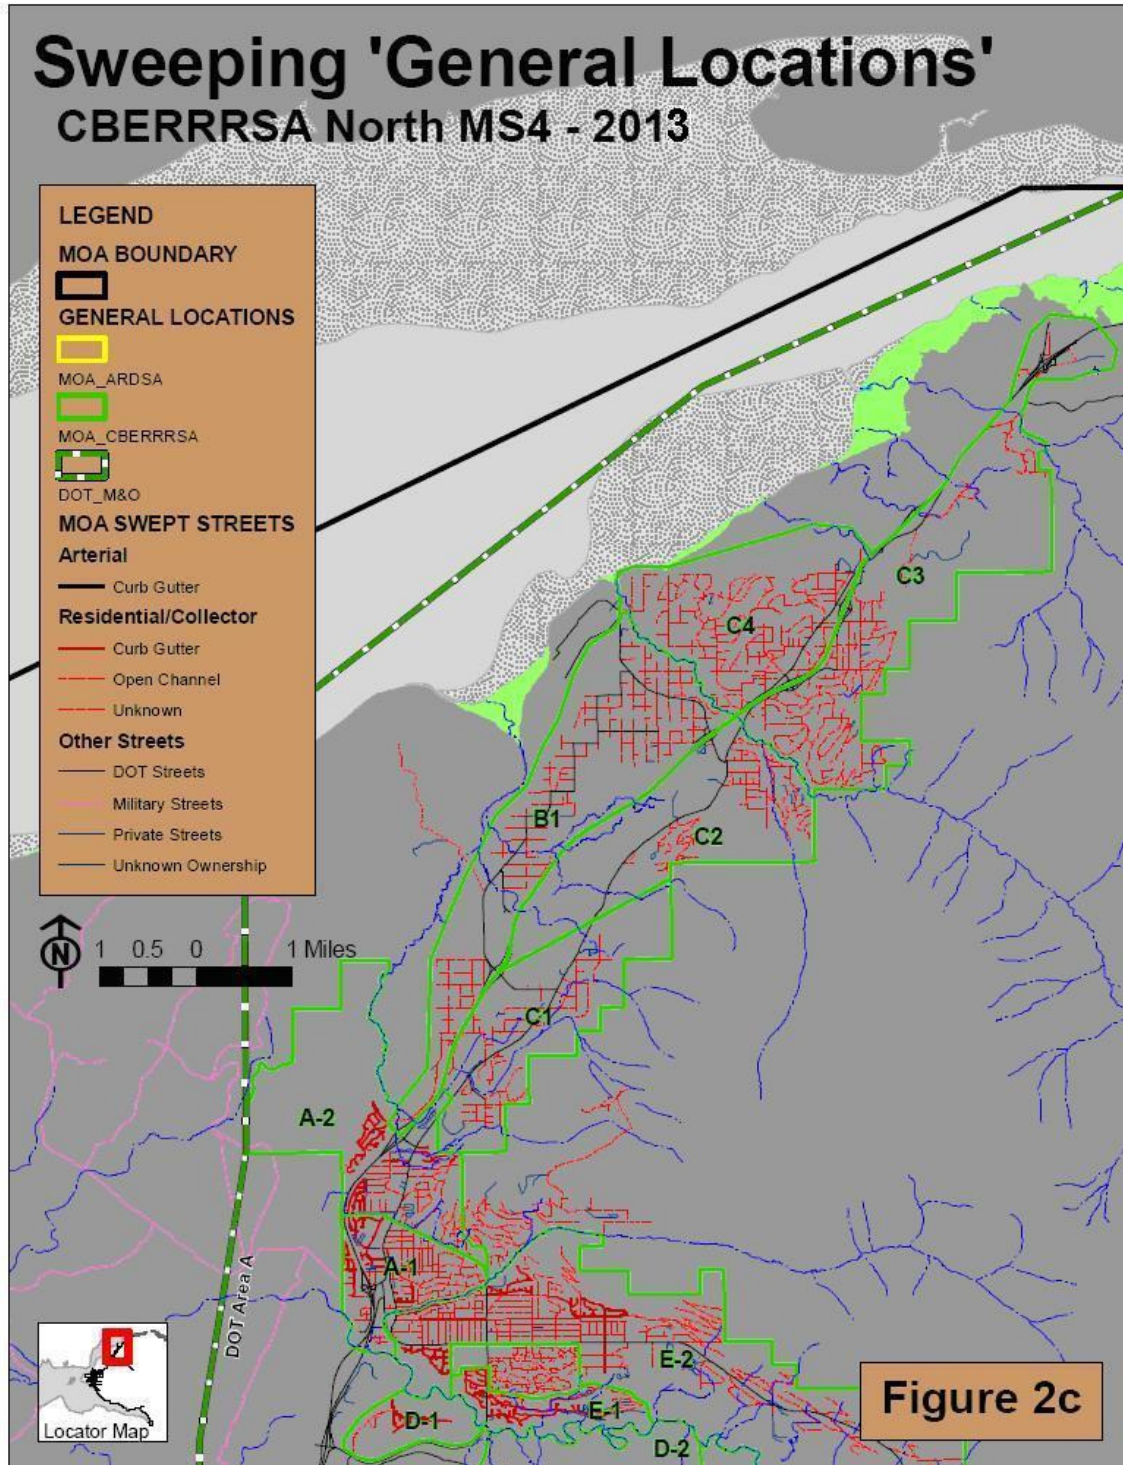 Sweeping 'General Locations'
CBERRRSA North MS4 - 2013
LEGEND
MOA BOUNDARY
GENERAL LOCATIONS
MOA_ARDSA
MOA_CBERRRSA
DOT_M&O
MOA SWEPT STREETS
Arterial
Curb Gutter
Residential/Collector
Curb Gutter
Open Channel
Unknown
Other Streets
DOT Streets
Military Streets
Private Streets
Unknown Ownership
N
1 0.5 0 1 Miles
C3
C4
B1
C2
C1
A-2
A-1
DOT Area A
E-2
E-1
D-1
D-2
Locator Map
Figure 2c